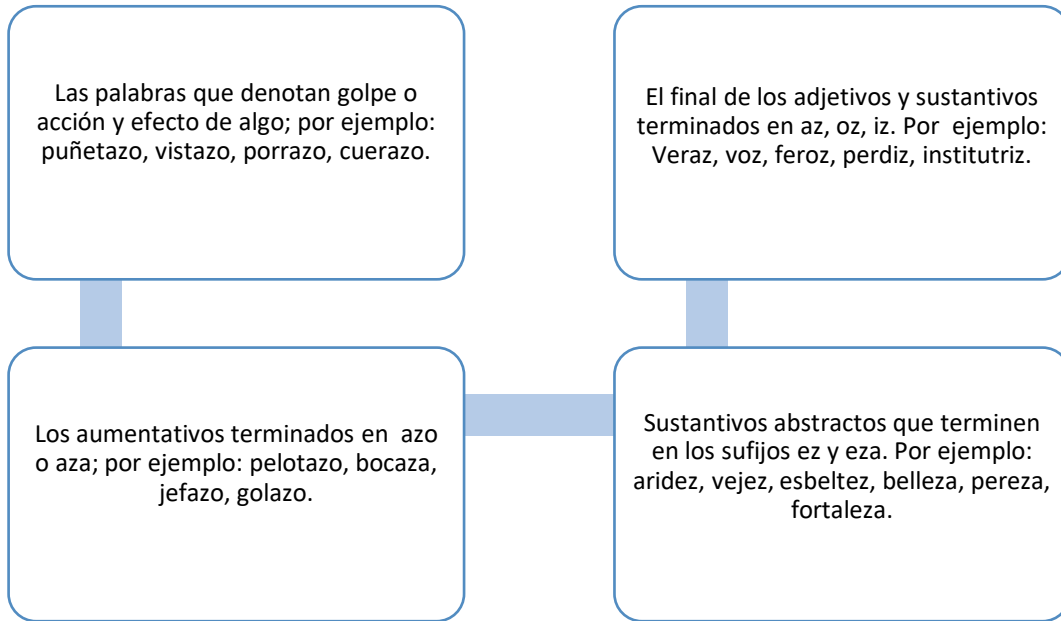 Las palabras que denotan golpe o
acción y efecto de algo; por ejemplo:
puñetazo, vistazo, porrazo, cuerazo.
Los aumentativos terminados en azo
o aza; por ejemplo: pelotazo, bocaza,
jefazo, golazo.
Sustantivos abstractos que terminen
en los sufijos ez y eza. Por ejemplo:
aridez, vejez, esbeltez, belleza, pereza,
fortaleza.
El final de los adjetivos y sustantivos
terminados en az, oz, iz. Por ejemplo:
Veraz, voz, feroz, perdiz, institutriz.